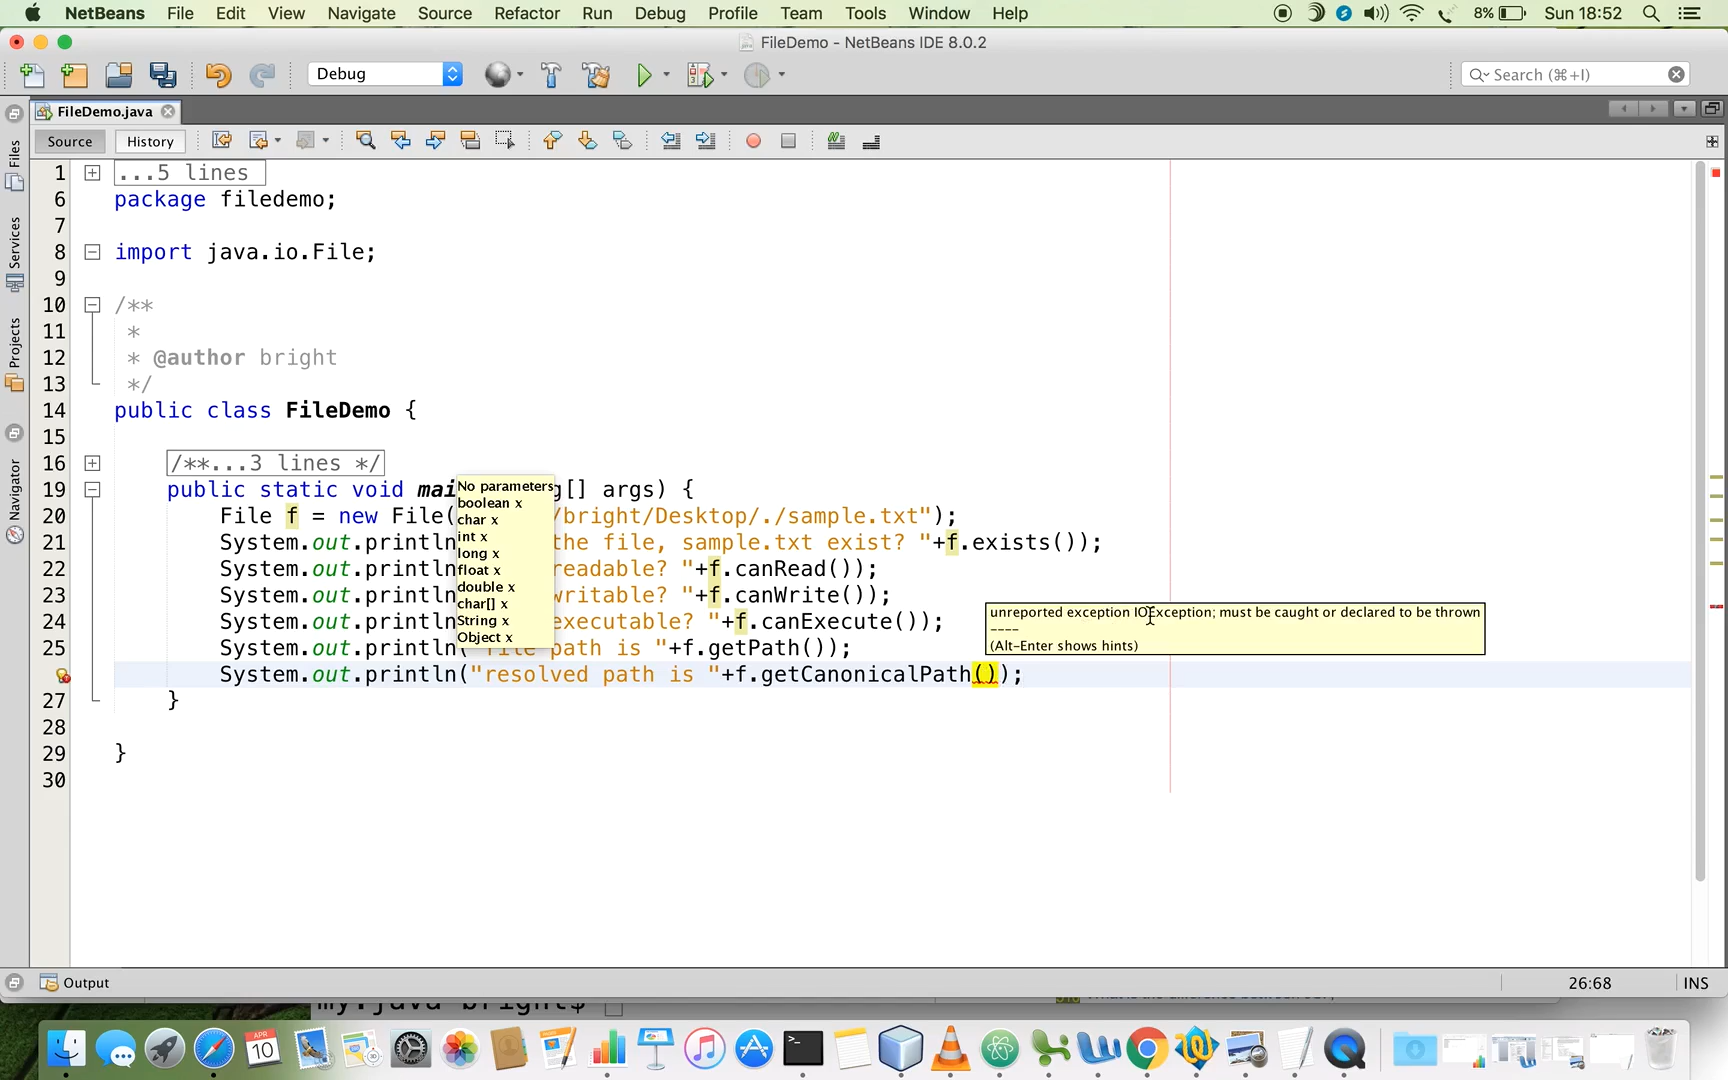 NetBeans File Edit View Navigate Source Refactor Run Debug Profile Team Tools Window Help 8% Sun 18:52
FileDemo - NetBeans IDE 8.0.2
Debug
Search (⌘+I)
FileDemo.java
Source History
Files
Services
Projects
Navigator
1 ...5 lines
6 package filedemo;
7
8 import java.io.File;
9
10 /**
11 *
12 * @author bright
13 */
14 public class FileDemo {
15
16 /**...3 lines */
19 public static void mai g[] args) {
20 File f = new File( /bright/Desktop/./sample.txt");
21 System.out.println the file, sample.txt exist? "+f.exists());
22 System.out.println readable? "+f.canRead());
23 System.out.println writable? "+f.canWrite());
24 System.out.println executable? "+f.canExecute());
25 System.out.println("file path is "+f.getPath());
System.out.println("resolved path is "+f.getCanonicalPath());
27 }
28
29 }
30
No parameters
boolean x
char x
int x
long x
float x
double x
char[] x
String x
Object x
unreported exception IOException; must be caught or declared to be thrown
----
(Alt-Enter shows hints)
Output
26:68 INS
my.java bright$
APR
10